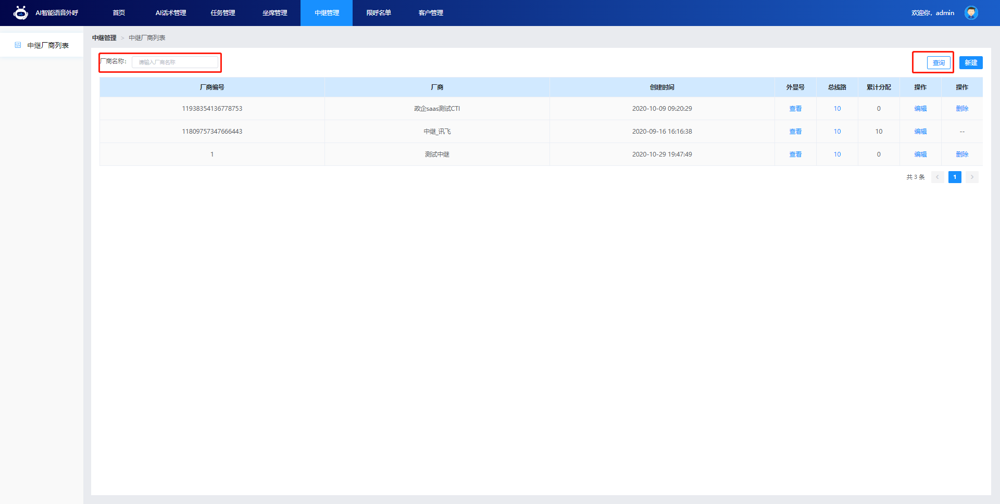 AI智能语音外呼 首页 AI话术管理 任务管理 坐席管理 中继管理 限呼名单 客户管理 欢迎你，admin
中继厂商列表
中继管理 > 中继厂商列表
厂商名称： 请输入厂商名称 查询 新建
厂商编号 厂商 创建时间 外显号 总线路 累计分配 操作 操作
11938354136778753 政企saas测试CTI 2020-10-09 09:20:29 查看 10 0 编辑 删除
11809757347666443 中继_讯飞 2020-09-16 16:16:38 查看 10 10 编辑 --
1 测试中继 2020-10-29 19:47:49 查看 10 0 编辑 删除
共 3 条 < 1 >